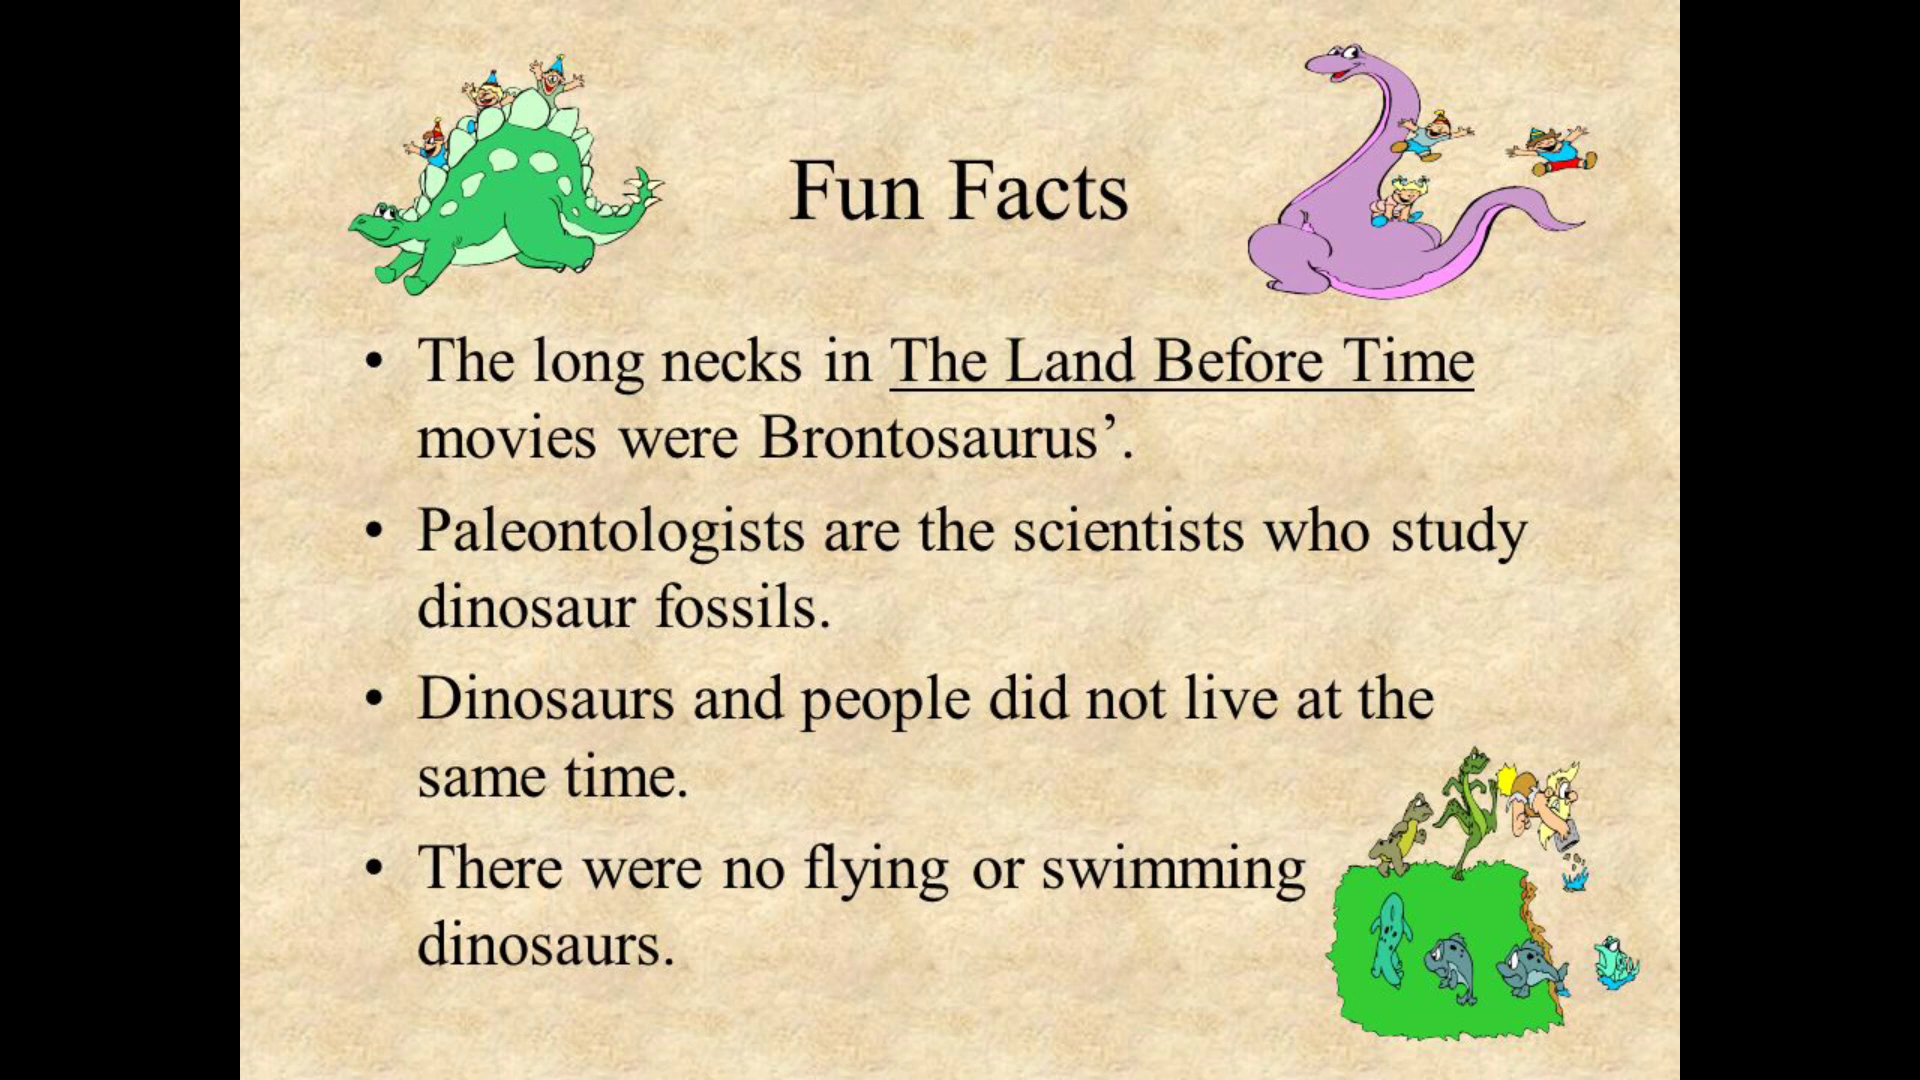 Fun Facts
• The long necks in The Land Before Time
movies were Brontosaurus’.
• Paleontologists are the scientists who study
dinosaur fossils.
• Dinosaurs and people did not live at the
same time.
• There were no flying or swimming
dinosaurs.